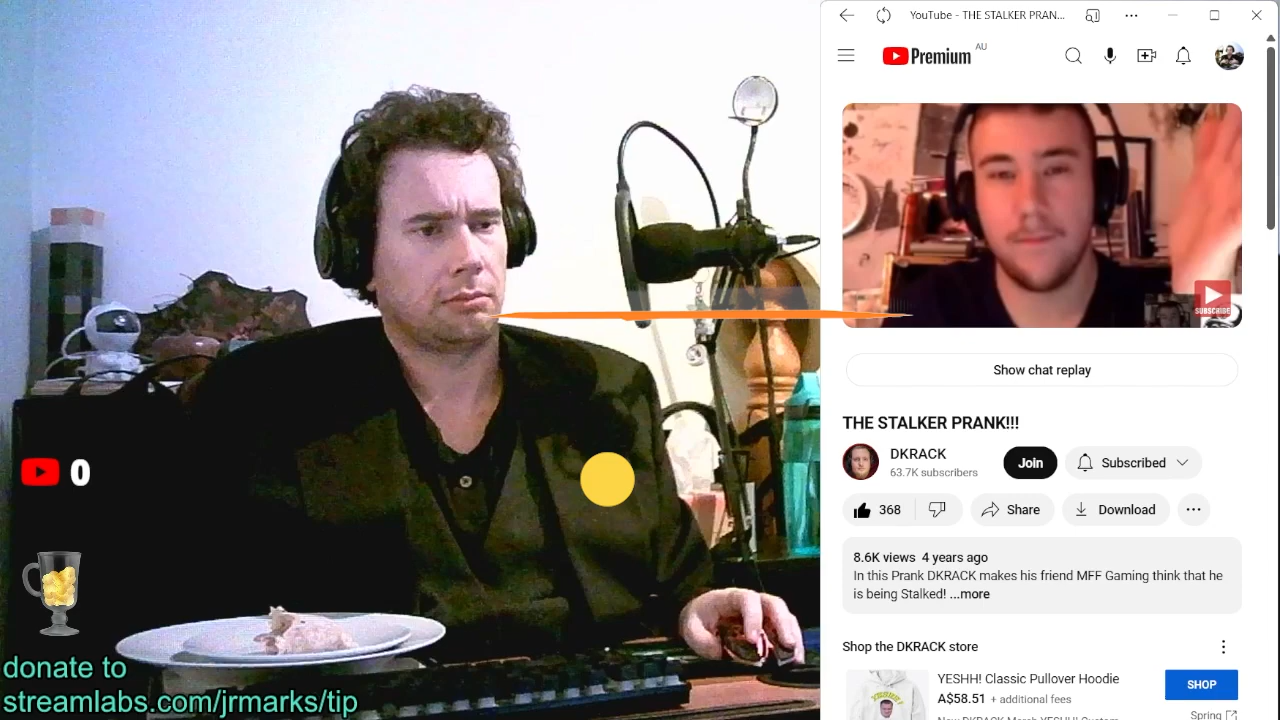 YouTube - THE STALKER PRAN...
Premium AU
SUBSCRIBE
Show chat replay
THE STALKER PRANK!!!
DKRACK
63.7K subscribers
Join
Subscribed
368
Share
Download
8.6K views 4 years ago
In this Prank DKRACK makes his friend MFF Gaming think that he
is being Stalked! ...more
Shop the DKRACK store
YESHH! Classic Pullover Hoodie
A$58.51 + additional fees
SHOP
Spring
0
donate to
streamlabs.com/jrmarks/tip